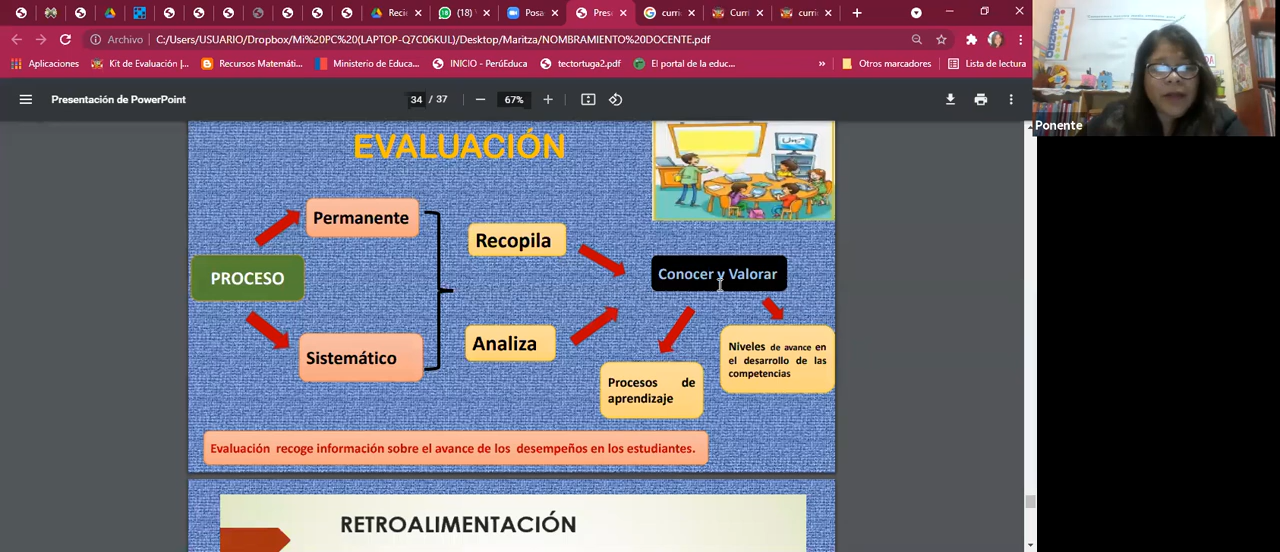 Recie
(18)
Posa
Pres
curric
Curri
curri
Archivo
C:/Users/USUARIO/Dropbox/Mi%20PC%20(LAPTOP-Q7C06KUL)/Desktop/Maritza/NOMBRAMIENTO%20DOCENTE.pdf
Aplicaciones
Kit de Evaluación |...
Recursos Matemáti...
Ministerio de Educa...
INICIO - PerúEduca
tectortuga2.pdf
El portal de la educ...
»
Otros marcadores
Lista de lectura
Presentación de PowerPoint
34 / 37
67%
Ponente
EVALUACIÓN
Permanente
Recopila
PROCESO
Conocer y Valorar
Analiza
Sistemático
Niveles de avance en
el desarrollo de las
competencias
Procesos de
aprendizaje
Evaluación recoge información sobre el avance de los desempeños en los estudiantes.
RETROALIMENTACIÓN